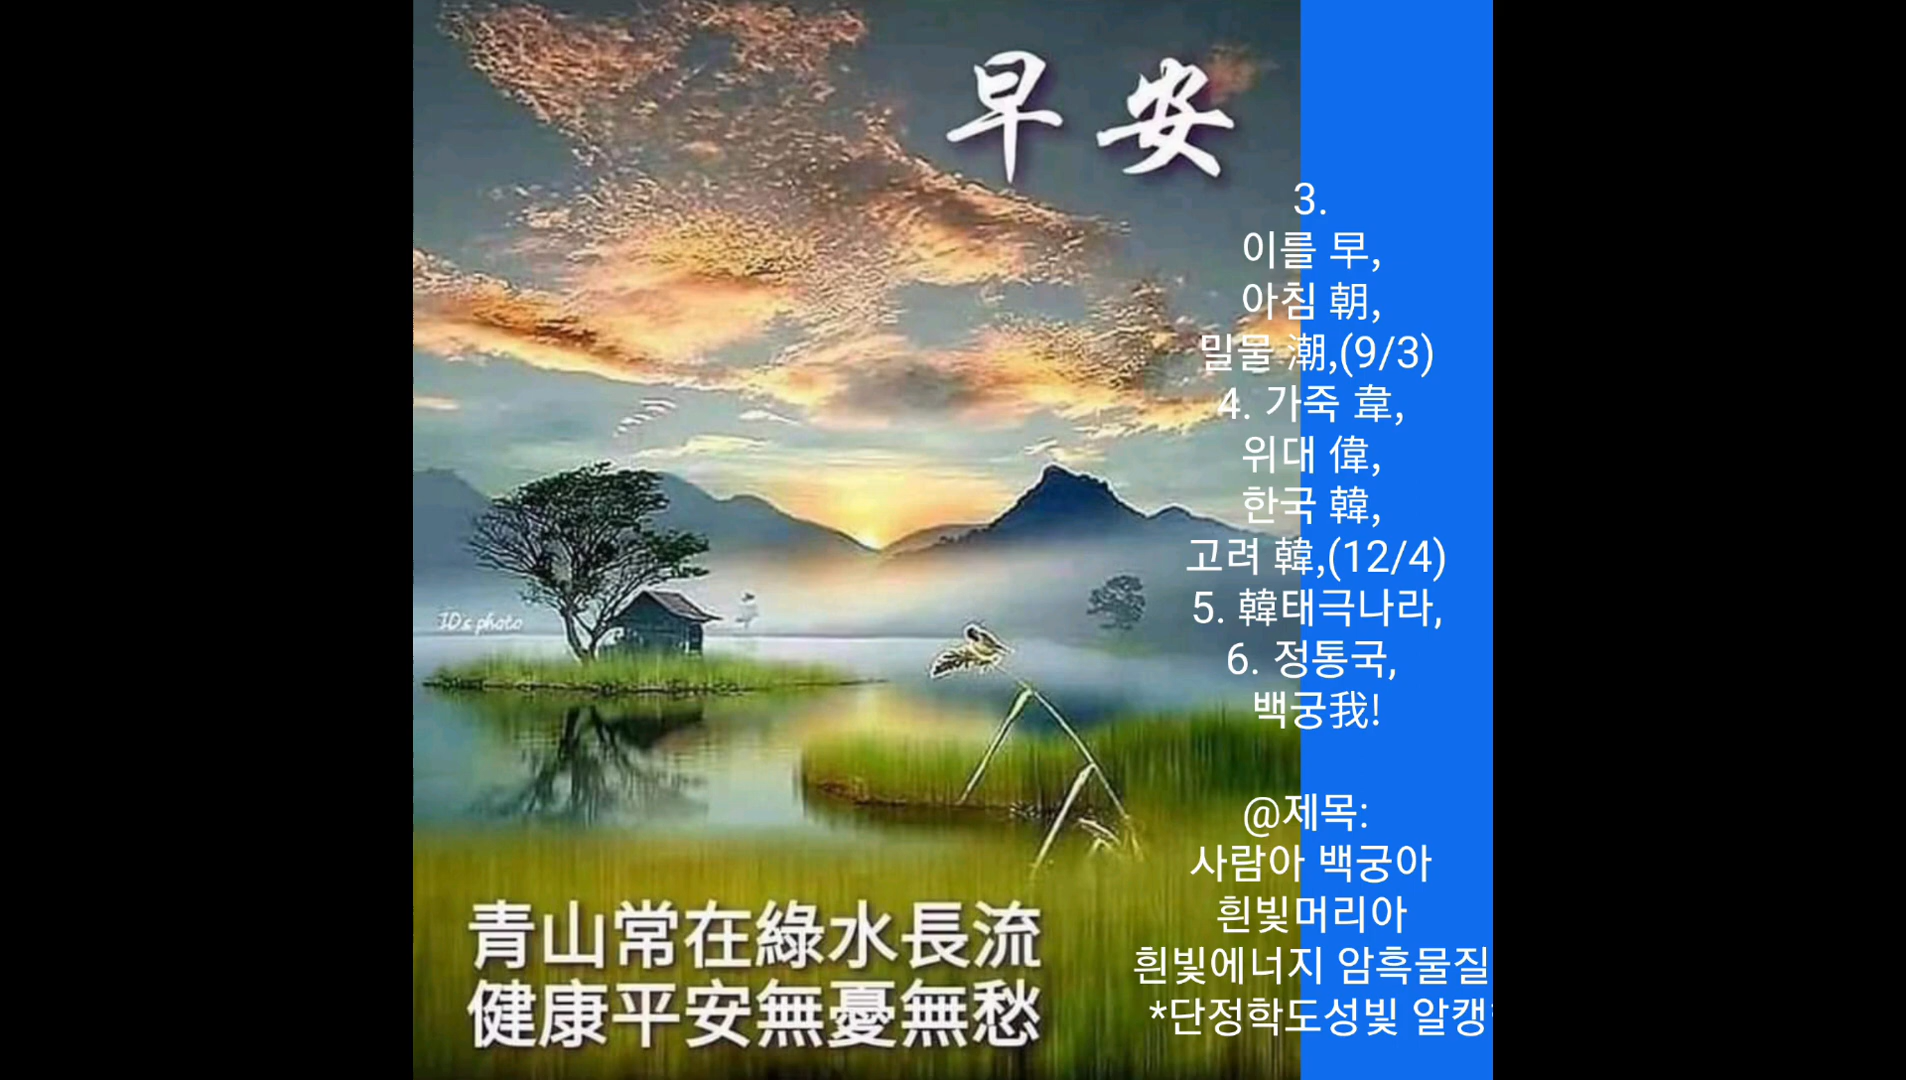 早安
3.
이를 早,
아침 朝,
밀물 潮,(9/3)
4. 가죽 韋,
위대 偉,
한국 韓,
고려 韓,(12/4)
5. 韓태극나라,
6. 정통국,
백궁我!
JD's photo
@제목:
사람아 백궁아
흰빛머리아
흰빛에너지 암흑물질
*단정학도성빛 알캥
青山常在綠水長流
健康平安無憂無愁